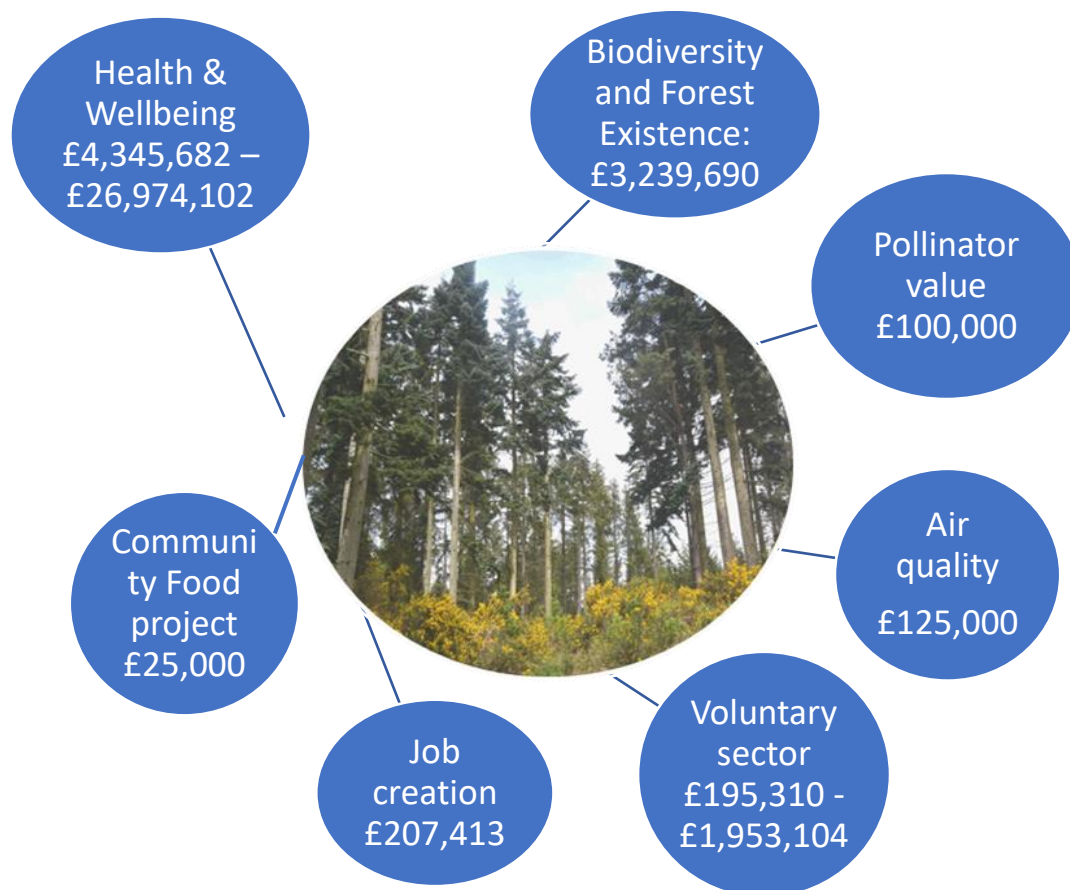 Health &
Wellbeing
£4,345,682 –
£26,974,102
Biodiversity
and Forest
Existence:
£3,239,690
Pollinator
value
£100,000
Air
quality
£125,000
Voluntary
sector
£195,310 -
£1,953,104
Job
creation
£207,413
Communi
ty Food
project
£25,000